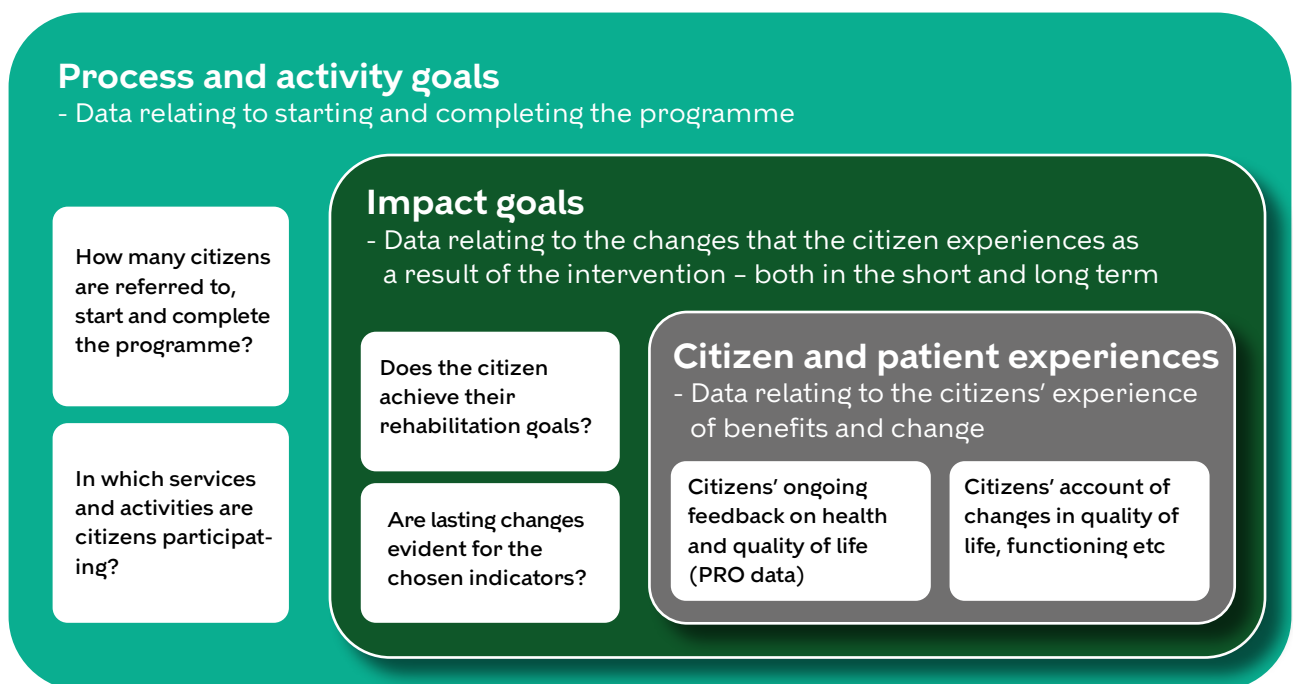 Process and activity goals
- Data relating to starting and completing the programme
How many citizens
are referred to,
start and complete
the programme?
In which services
and activities are
citizens participat-
ing?
Impact goals
- Data relating to the changes that the citizen experiences as
a result of the intervention – both in the short and long term
Does the citizen
achieve their
rehabilitation goals?
Are lasting changes
evident for the
chosen indicators?
Citizen and patient experiences
- Data relating to the citizens’ experience
of benefits and change
Citizens’ ongoing
feedback on health
and quality of life
(PRO data)
Citizens’ account of
changes in quality of
life, functioning etc